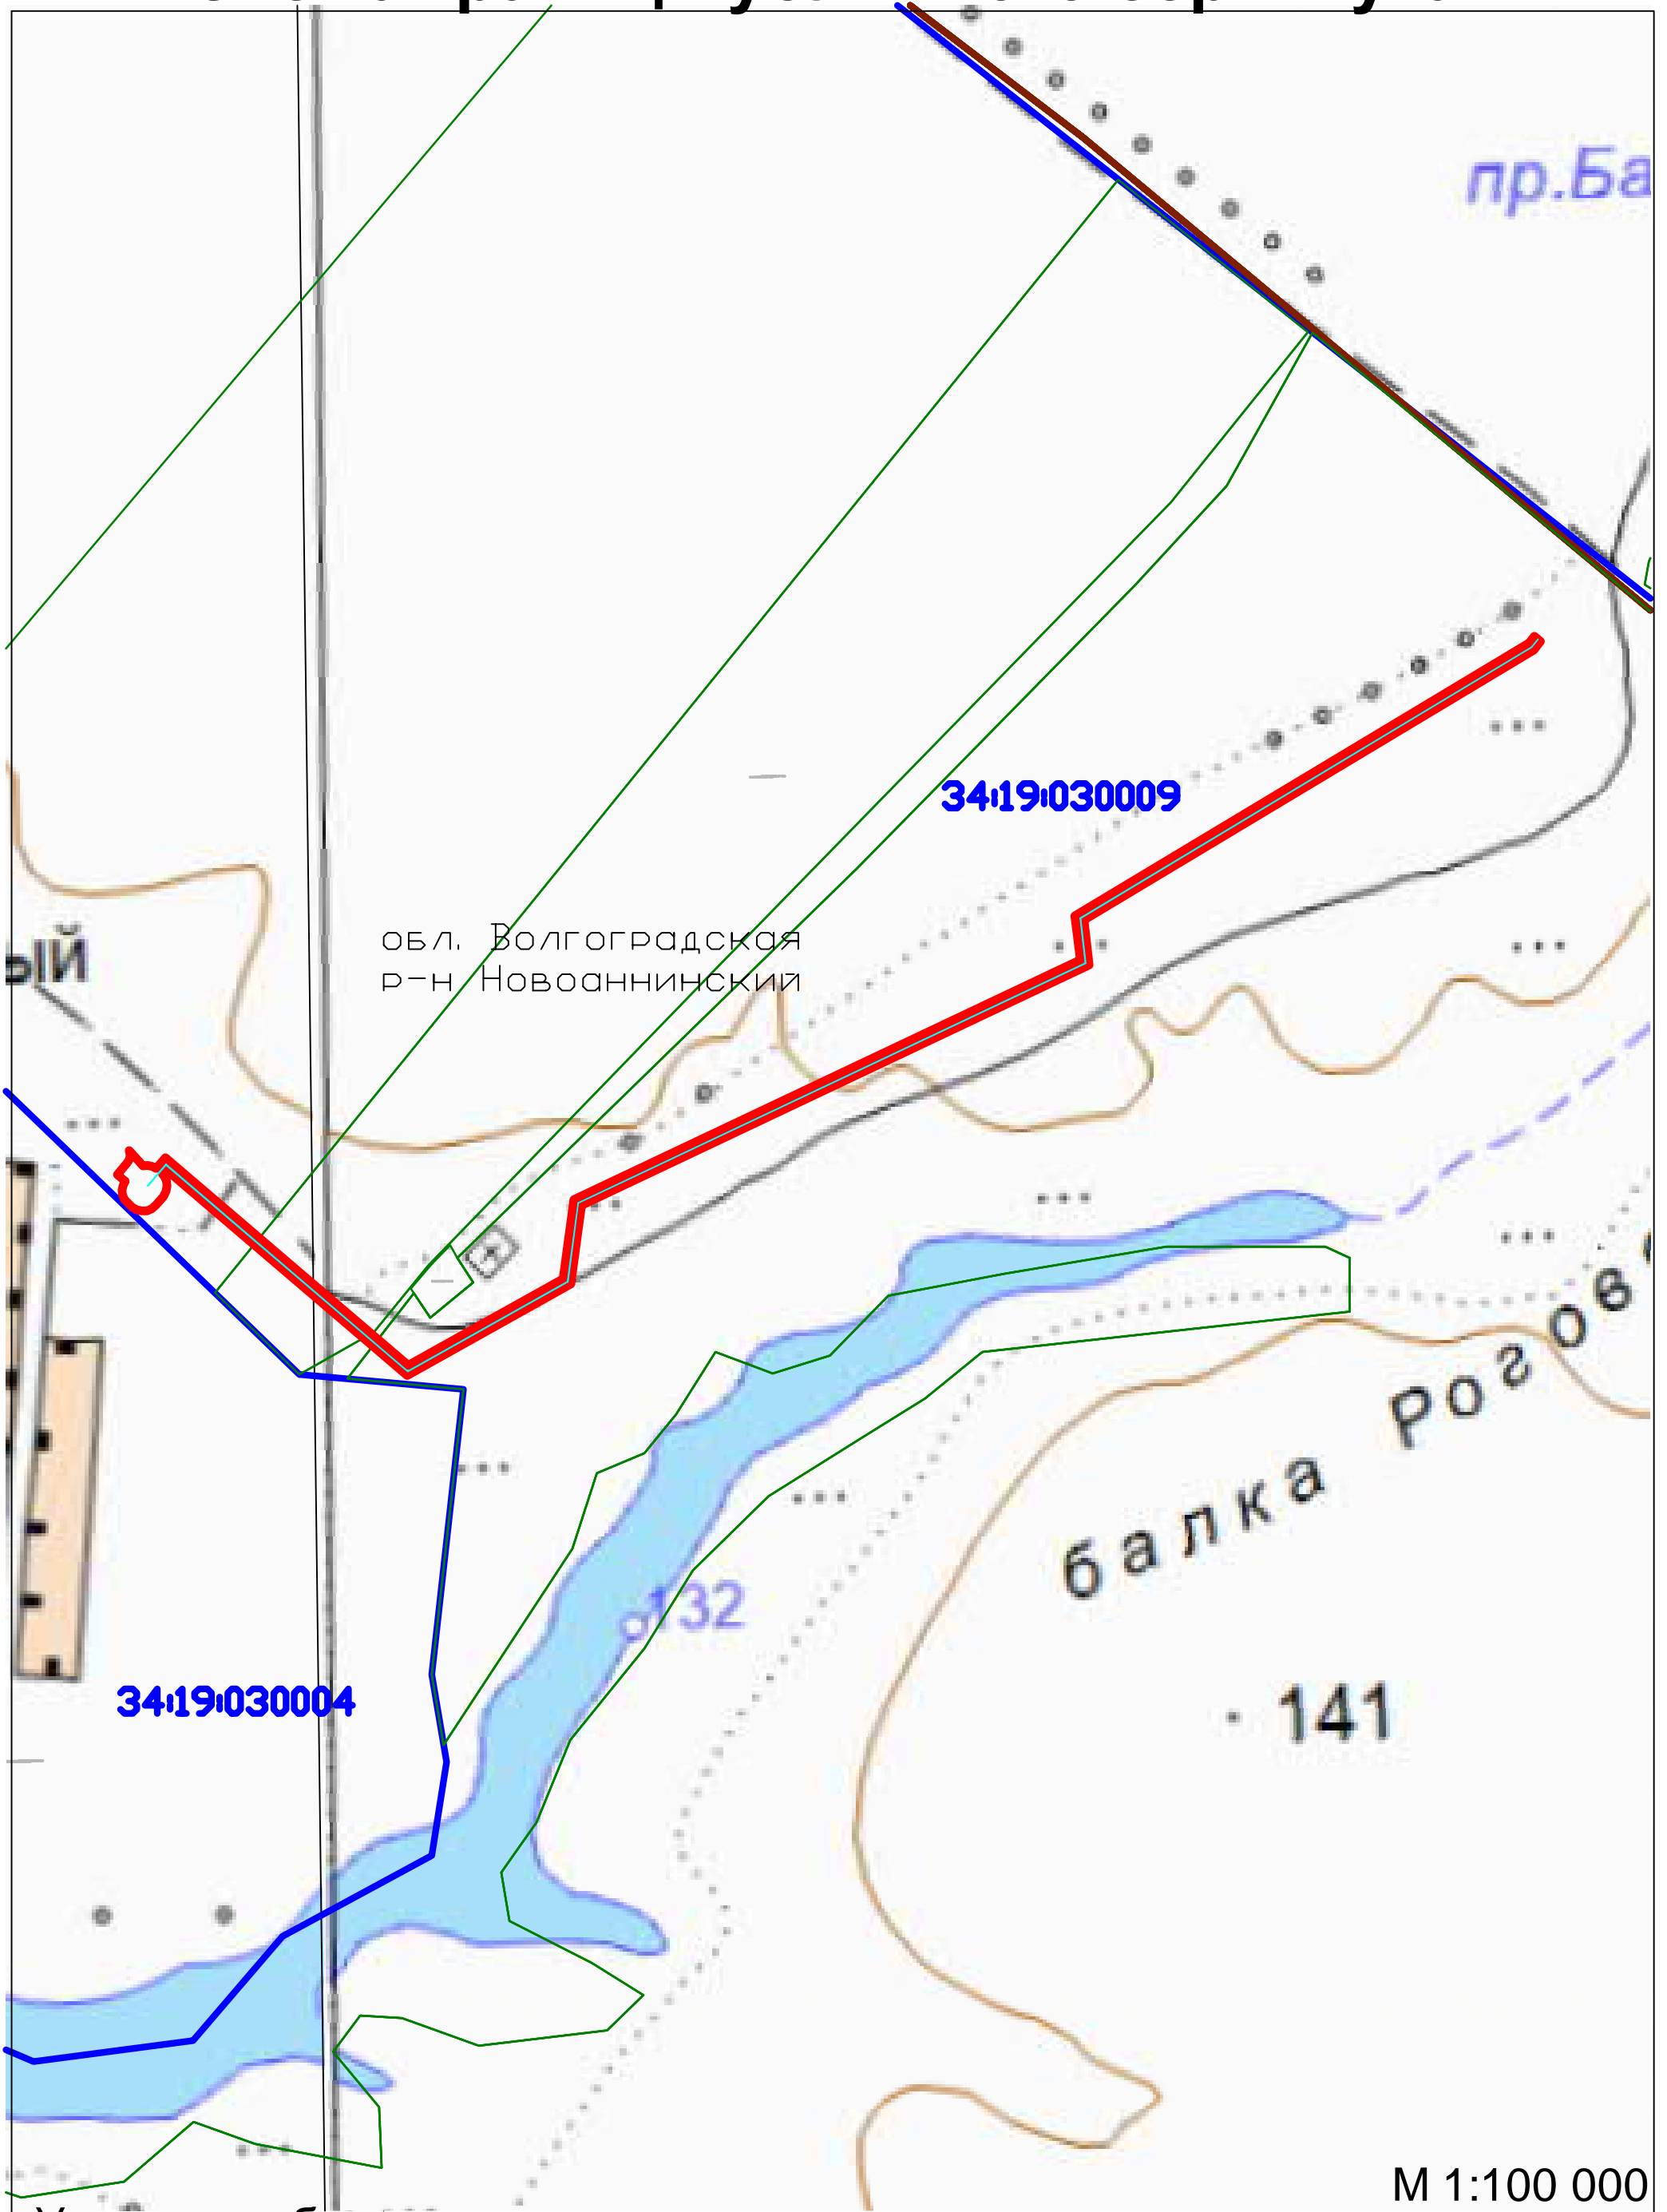 пр.Ба
34:19:030009
обл. Волгоградская
р-н Новоаннинский
ый
балка Рогов
132
141
34:19:030004
М 1:100 000